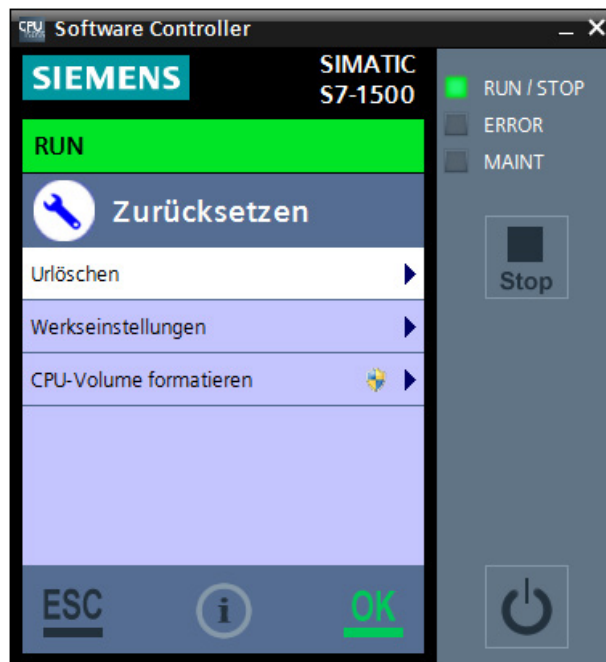 CPU Software Controller
SIEMENS
SIMATIC
S7-1500
RUN / STOP
ERROR
MAINT
RUN
Zurücksetzen
Urlöschen
Werkseinstellungen
CPU-Volume formatieren
Stop
ESC
i
OK